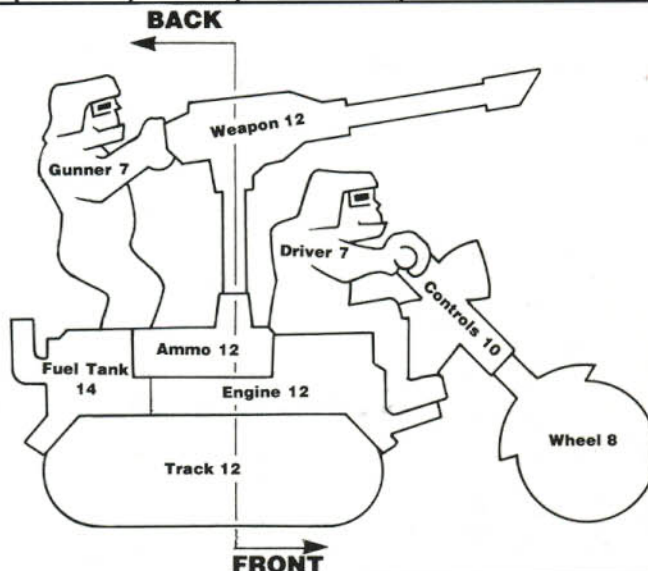 BACK
Weapon 12
Gunner 7
Driver 7
Controls 10
Ammo 12
Fuel Tank
14
Engine 12
Track 12
Wheel 8
FRONT